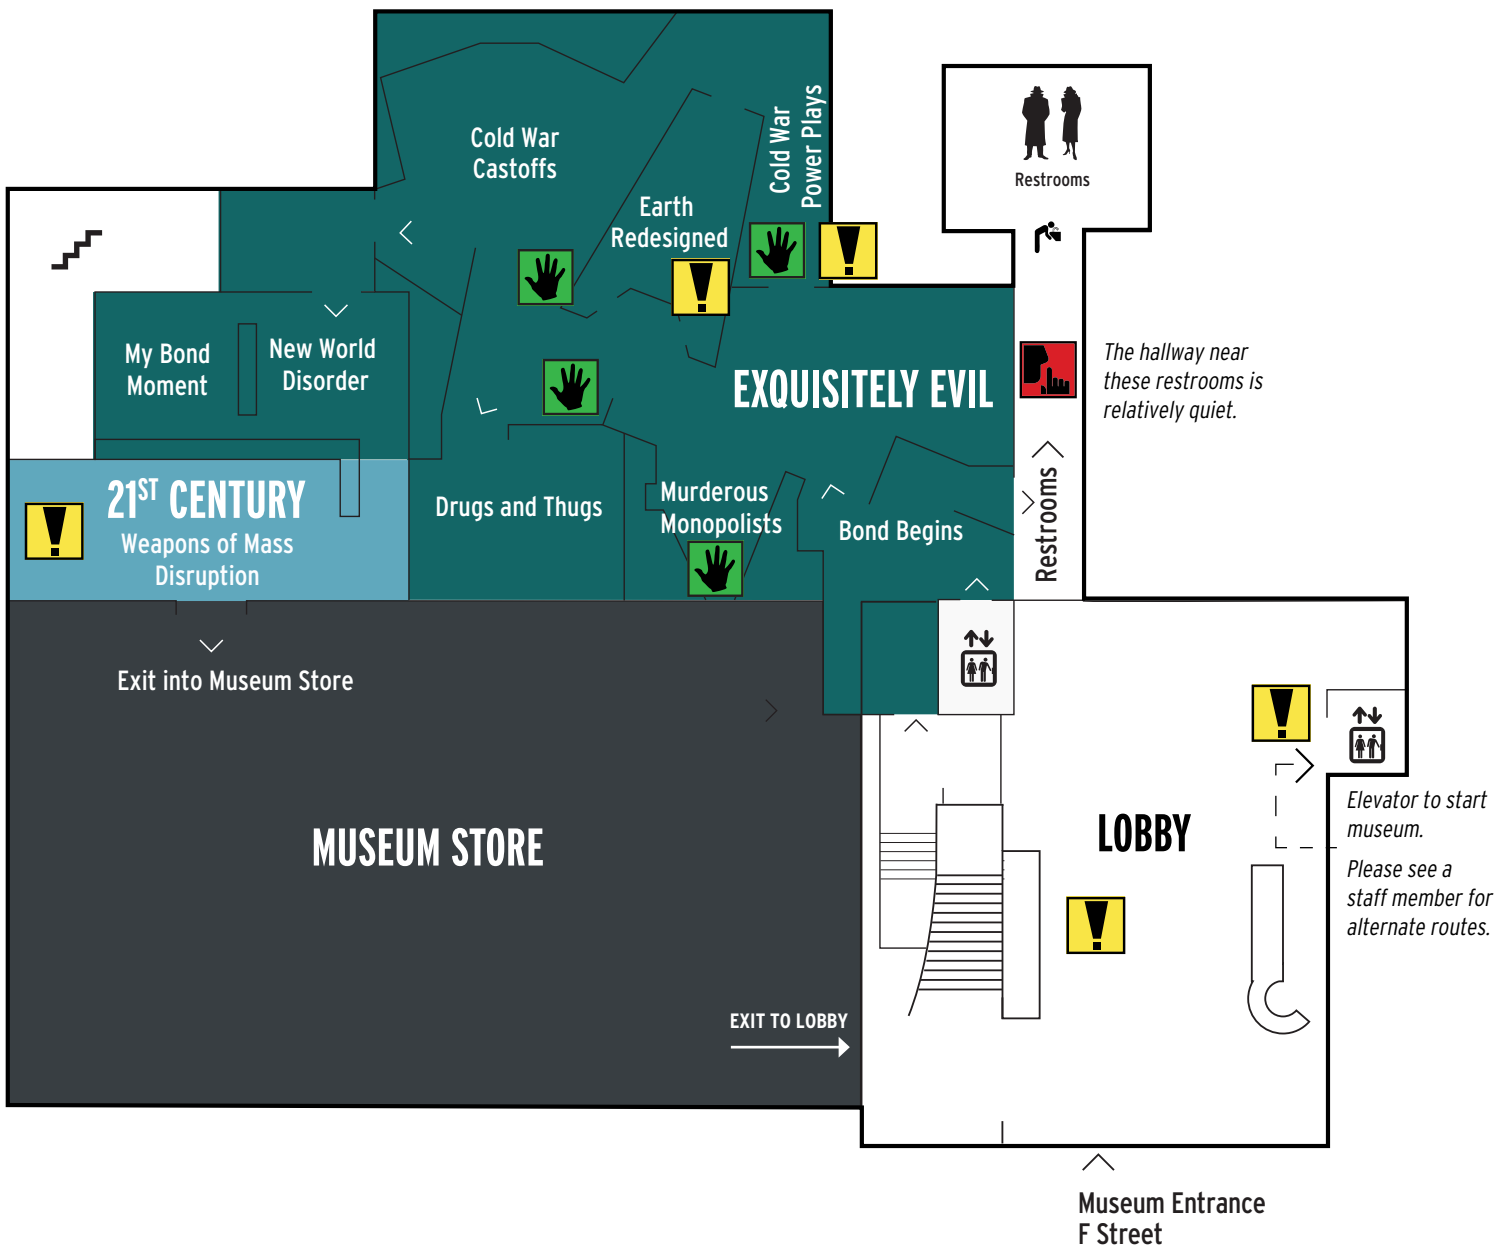 Cold War
Castoffs
Cold War
Power Plays
Earth
Redesigned
Restrooms
My Bond
Moment
New World
Disorder
EXQUISITELY EVIL
The hallway near
these restrooms is
relatively quiet.
21ST CENTURY
Weapons of Mass
Disruption
Drugs and Thugs
Murderous
Monopolists
Bond Begins
Restrooms
Exit into Museum Store
MUSEUM STORE
LOBBY
Elevator to start
museum.
Please see a
staff member for
alternate routes.
EXIT TO LOBBY
Museum Entrance
F Street